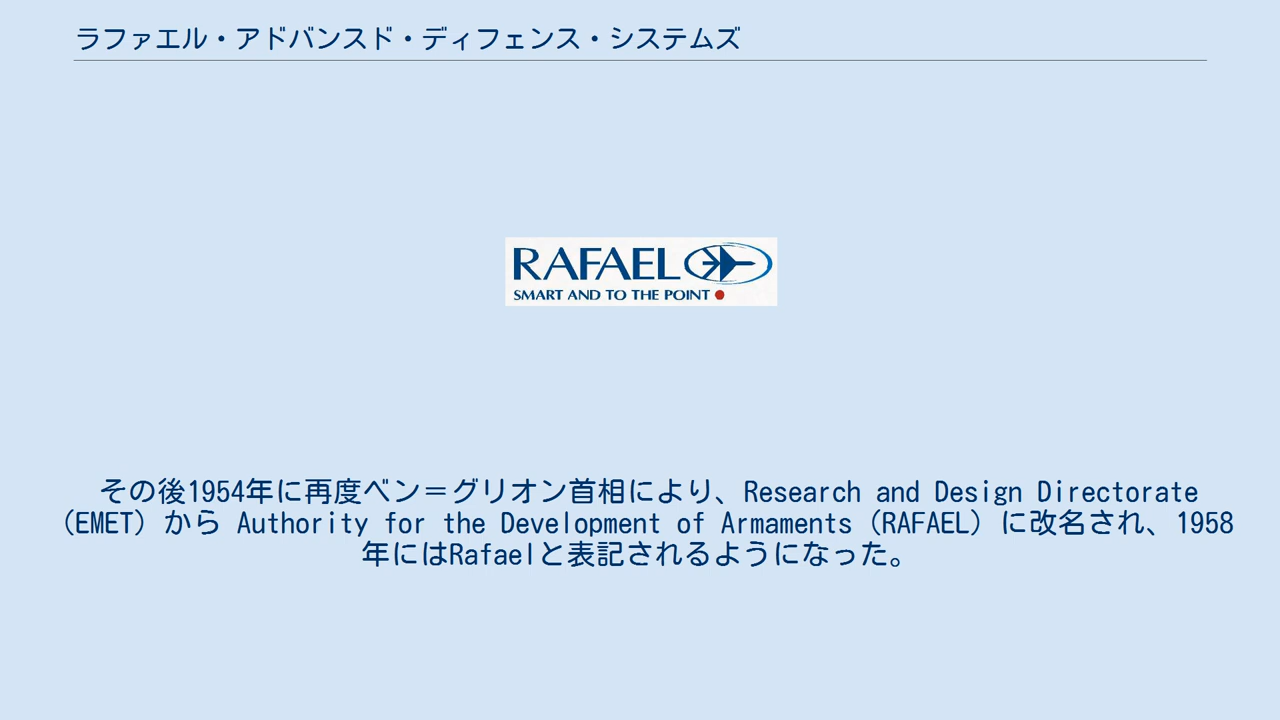 ラファエル・アドバンスド・ディフェンス・システムズ
RAFAEL
SMART AND TO THE POINT
その後1954年に再度ベン＝グリオン首相により、Research and Design Directorate
（EMET）から Authority for the Development of Armaments（RAFAEL）に改名され、1958
年にはRafaelと表記されるようになった。